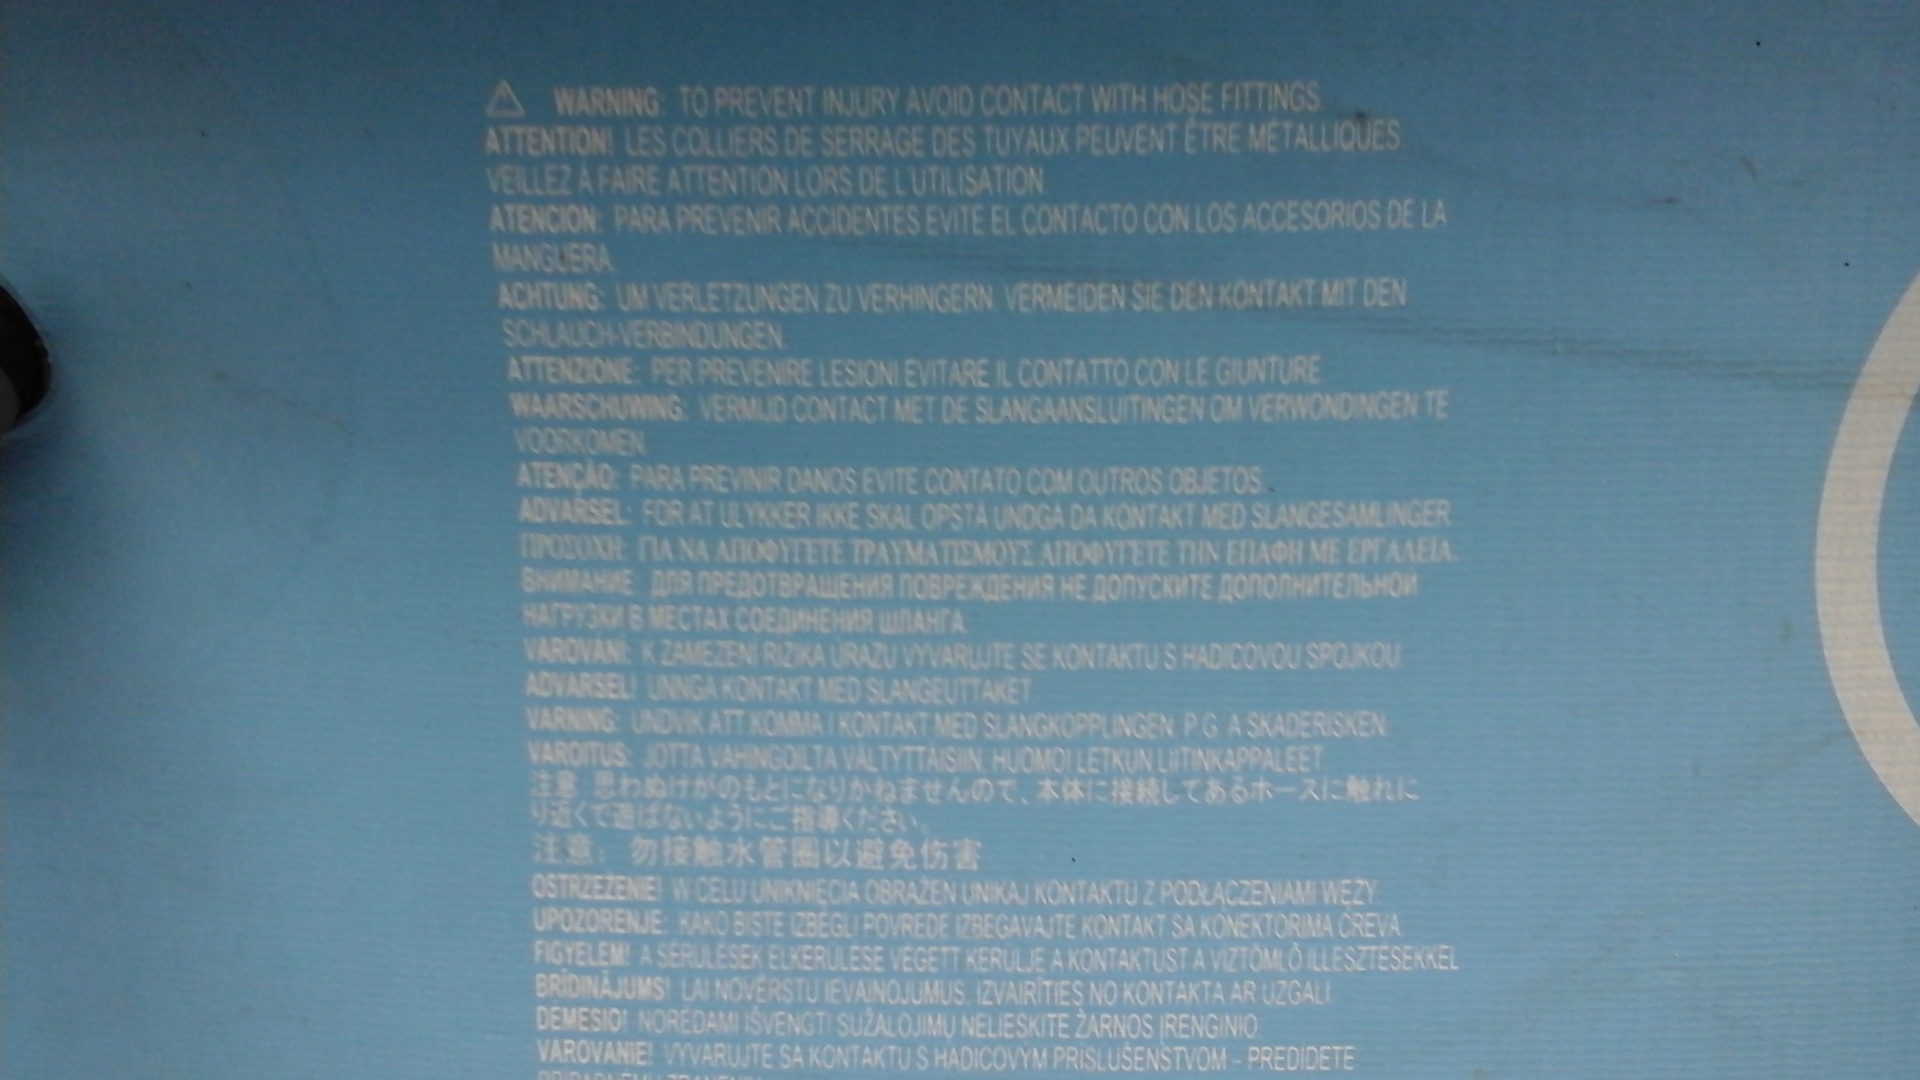 WARNING: TO PREVENT INJURY AVOID CONTACT WITH HOSE FITTINGS.
ATTENTION! LES COLLIERS DE SERRAGE DES TUYAUX PEUVENT ÊTRE MÉTALLIQUES.
VEILLEZ À FAIRE ATTENTION LORS DE L'UTILISATION
ATENCIÓN: PARA PREVENIR ACCIDENTES EVITE EL CONTACTO CON LOS ACCESORIOS DE LA
MANGUERA.
ACHTUNG: UM VERLETZUNGEN ZU VERHINGERN, VERMEIDEN SIE DEN KONTAKT MIT DEN
SCHLAUCH-VERBINDUNGEN.
ATTENZIONE: PER PREVENIRE LESIONI EVITARE IL CONTATTO CON LE GIUNTURE.
WAARSCHUWING: VERMIJD CONTACT MET DE SLANGAANSLUITINGEN OM VERWONDINGEN TE
VOORKOMEN.
ATENÇÃO: PARA PREVINIR DANOS EVITE CONTATO COM OUTROS OBJETOS.
ADVARSEL: FOR AT ULYKKER IKKE SKAL OPSTÅ UNDGÅ DA KONTAKT MED SLANGESAMLINGER.
ΠΡΟΣΟΧΗ: ΓΙΑ ΝΑ ΑΠΟΦΥΓΕΤΕ ΤΡΑΥΜΑΤΙΣΜΟΥΣ ΑΠΟΦΥΓΕΤΕ ΤΗΝ ΕΠΑΦΗ ΜΕ ΕΡΓΑΛΕΙΑ.
ВНИМАНИЕ: ДЛЯ ПРЕДОТВРАЩЕНИЯ ПОВРЕЖДЕНИЯ НЕ ДОПУСКИТЕ ДОПОЛНИТЕЛЬНОЙ
НАГРУЗКИ В МЕСТАХ СОЕДИНЕНИЯ ШЛАНГА.
VAROVÁNÍ: K ZAMEZENÍ RIZIKA ÚRAZU VYVARUJTE SE KONTAKTU S HADICOVOU SPOJKOU.
ADVARSEL! UNNGÅ KONTAKT MED SLANGEUTTAKET.
VARNING: UNDVIK ATT KOMMA I KONTAKT MED SLANGKOPPLINGEN. P.G. A SKADERISKEN.
VAROITUS: JOTTA VAHINGOILTA VÄLTYTTÄISIIN, HUOMIOI LETKUN LIITINKAPPALEET.
注意 思わぬけがのもとになりかねませんので、本体に接続してあるホースに触れに
り近くで遊ばないようにご指導ください。
注意：勿接触水管圈以避免伤害
OSTRZEŻENIE! W CELU UNIKNIĘCIA OBRAŻEŃ UNIKAJ KONTAKTU Z PODŁĄCZENIAMI WĘŻY.
UPOZORENJE: KAKO BISTE IZBEGLI POVREDE IZBEGAVAJTE KONTAKT SA KONEKTORIMA CREVA.
FIGYELEM! A SÉRÜLÉSEK ELKERÜLÉSE VÉGETT KERÜLJE A KONTAKTUST A VÍZTÖMLŐ ILLESZTÉSEKKEL
BRĪDINĀJUMS! LAI NOVĒRSTU IEVAINOJUMUS, IZVAIRĪTIES NO KONTAKTA AR UZGALI.
DĖMESIO! NORĖDAMI IŠVENGTI SUŽALOJIMŲ NELIESKITE ŽARNOS ĮRENGINIO.
VAROVANIE! VYVARUJTE SA KONTAKTU S HADICOVÝM PRÍSLUŠENSTVOM – PREDÍDETE